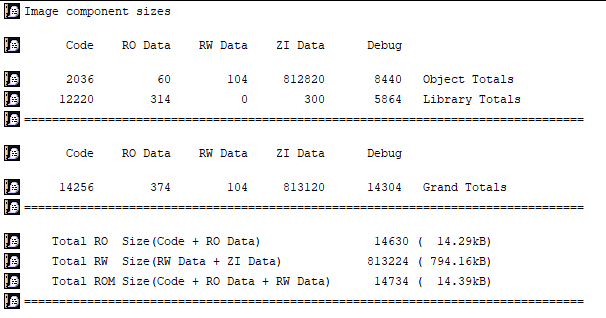 Image component sizes
Code RO Data RW Data ZI Data Debug
2036 60 104 812820 8440 Object Totals
12220 314 0 300 5864 Library Totals
================================================================================
Code RO Data RW Data ZI Data Debug
14256 374 104 813120 14304 Grand Totals
================================================================================
Total RO Size(Code + RO Data) 14630 ( 14.29kB)
Total RW Size(RW Data + ZI Data) 813224 ( 794.16kB)
Total ROM Size(Code + RO Data + RW Data) 14734 ( 14.39kB)
================================================================================